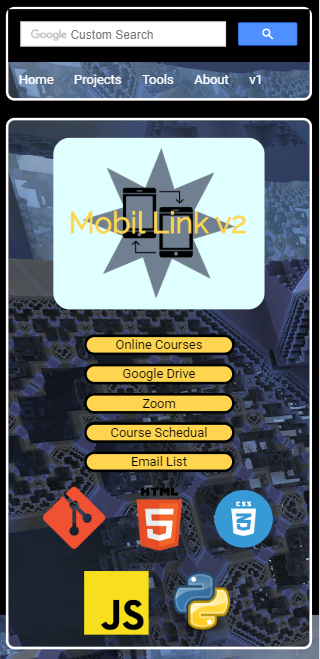 Google Custom Search
Home Projects Tools About v1
Mobil Link v2
Online Courses
Google Drive
Zoom
Course Schedual
Email List
HTML
5
CSS
3
JS